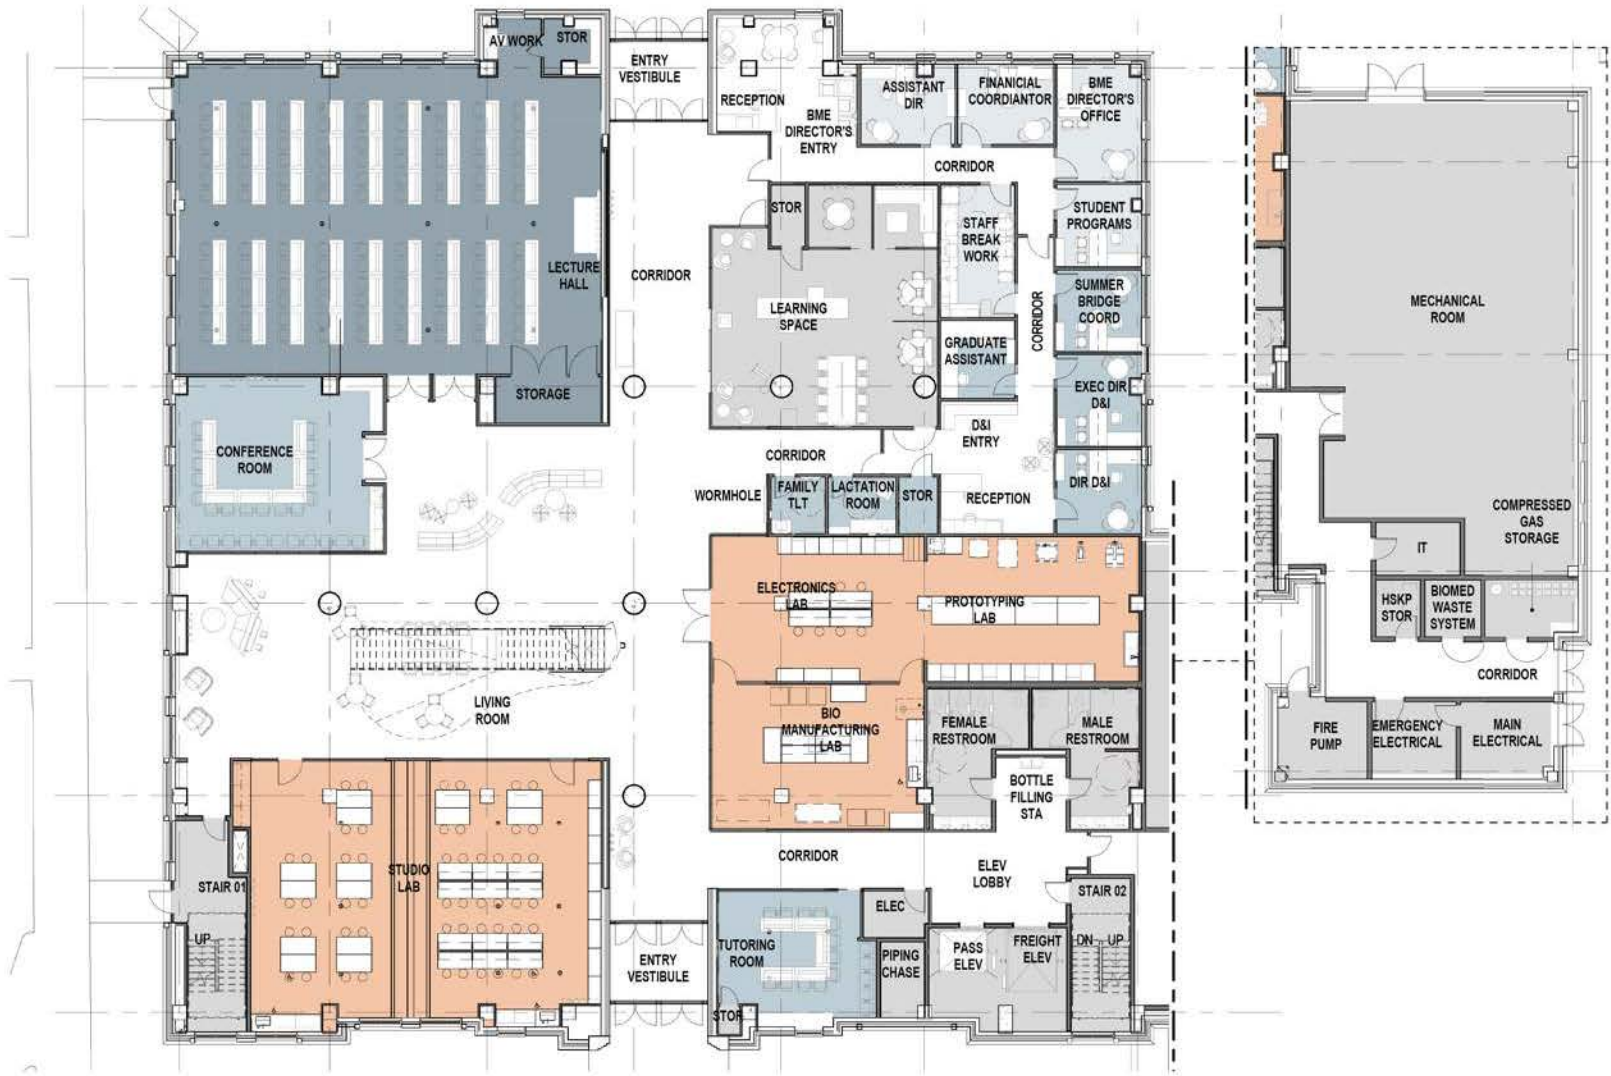 AV WORK
STOR
ENTRY
VESTIBULE
RECEPTION
BME
DIRECTOR'S
ENTRY
ASSISTANT
DIR
FINANICIAL
COORDIANTOR
BME
DIRECTOR'S
OFFICE
CORRIDOR
STOR
STAFF
BREAK
WORK
STUDENT
PROGRAMS
LECTURE
HALL
CORRIDOR
LEARNING
SPACE
SUMMER
BRIDGE
COORD
CORRIDOR
GRADUATE
ASSISTANT
STORAGE
EXEC DIR
D&I
D&I
ENTRY
CONFERENCE
ROOM
CORRIDOR
WORMHOLE
FAMILY
TLT
LACTATION
ROOM
STOR
RECEPTION
DIR D&I
ELECTRONICS
LAB
PROTOTYPING
LAB
LIVING
ROOM
BIO
MANUFACTURING
LAB
FEMALE
RESTROOM
MALE
RESTROOM
BOTTLE
FILLING
STA
CORRIDOR
ELEV
LOBBY
STUDIO
LAB
STAIR 01
UP
ELEC
STAIR 02
DN
UP
ENTRY
VESTIBULE
TUTORING
ROOM
STOR
PIPING
CHASE
PASS
ELEV
FREIGHT
ELEV
MECHANICAL
ROOM
COMPRESSED
GAS
STORAGE
IT
HSKP
STOR
BIOMED
WASTE
SYSTEM
CORRIDOR
FIRE
PUMP
EMERGENCY
ELECTRICAL
MAIN
ELECTRICAL